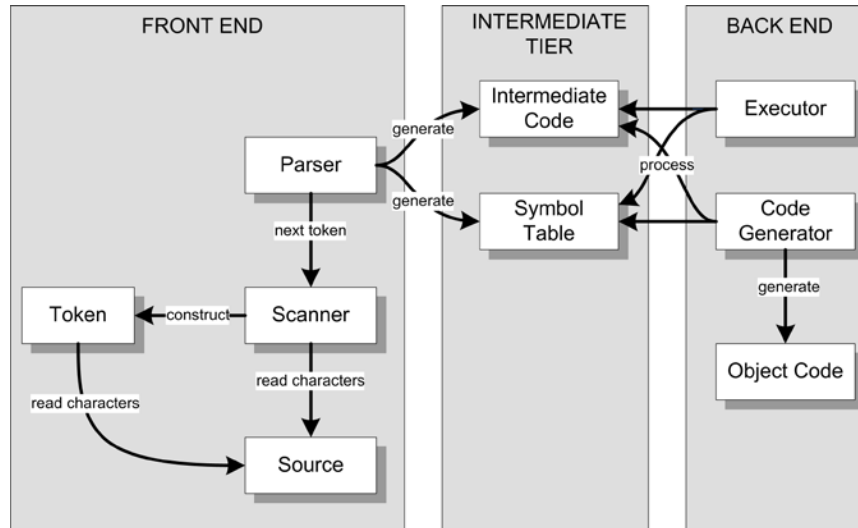 FRONT END
INTERMEDIATE
TIER
BACK END
Intermediate
Code
Executor
generate
Parser
process
generate
Symbol
Table
Code
Generator
next token
generate
Token
construct
Scanner
Object Code
read characters
read characters
Source